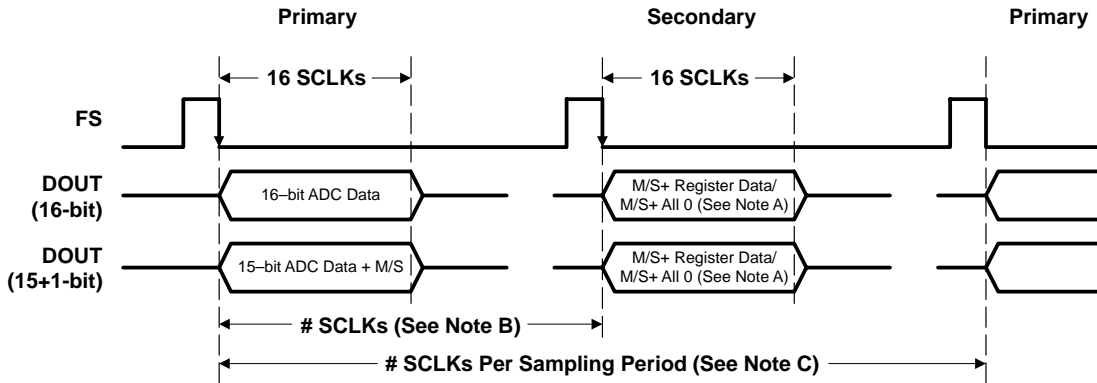 Primary
Secondary
Primary
16 SCLKs
16 SCLKs
FS
DOUT
(16-bit)
16–bit ADC Data
M/S+ Register Data/
M/S+ All 0 (See Note A)
DOUT
(15+1-bit)
15–bit ADC Data + M/S
M/S+ Register Data/
M/S+ All 0 (See Note A)
# SCLKs (See Note B)
# SCLKs Per Sampling Period (See Note C)